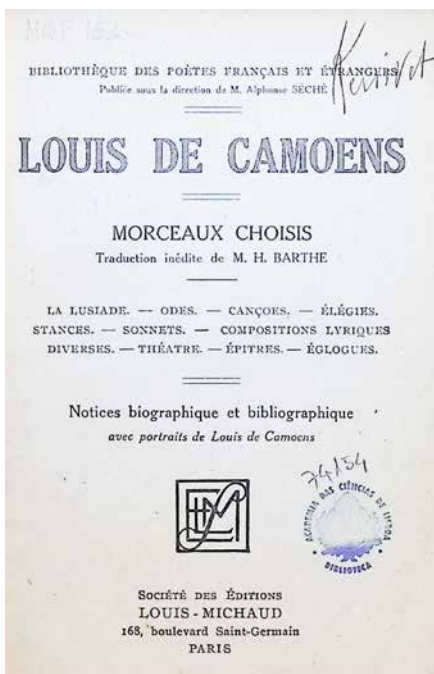 BIBLIOTHÈQUE DES POÈTES FRANÇAIS ET ÉTRANGERS
Publiée sous la direction de M. Alphonse SÉCHÉ
LOUIS DE CAMOENS
MORCEAUX CHOISIS
Traduction inédite de M. H. BARTHE
LA LUSIADE. — ODES. — CANÇOES. — ÉLÉGIES.
STANCES. — SONNETS. — COMPOSITIONS LYRIQUES
DIVERSES. — THÉATRE. — ÉPITRES. — ÉGLOGUES.
Notices biographique et bibliographique
avec portraits de Louis de Camoens
74/54
ACADEMIA DAS CIÊNCIAS DE LISBOA
BIBLIOTECA
SOCIÉTÉ DES ÉDITIONS
LOUIS-MICHAUD
168, boulevard Saint-Germain
PARIS